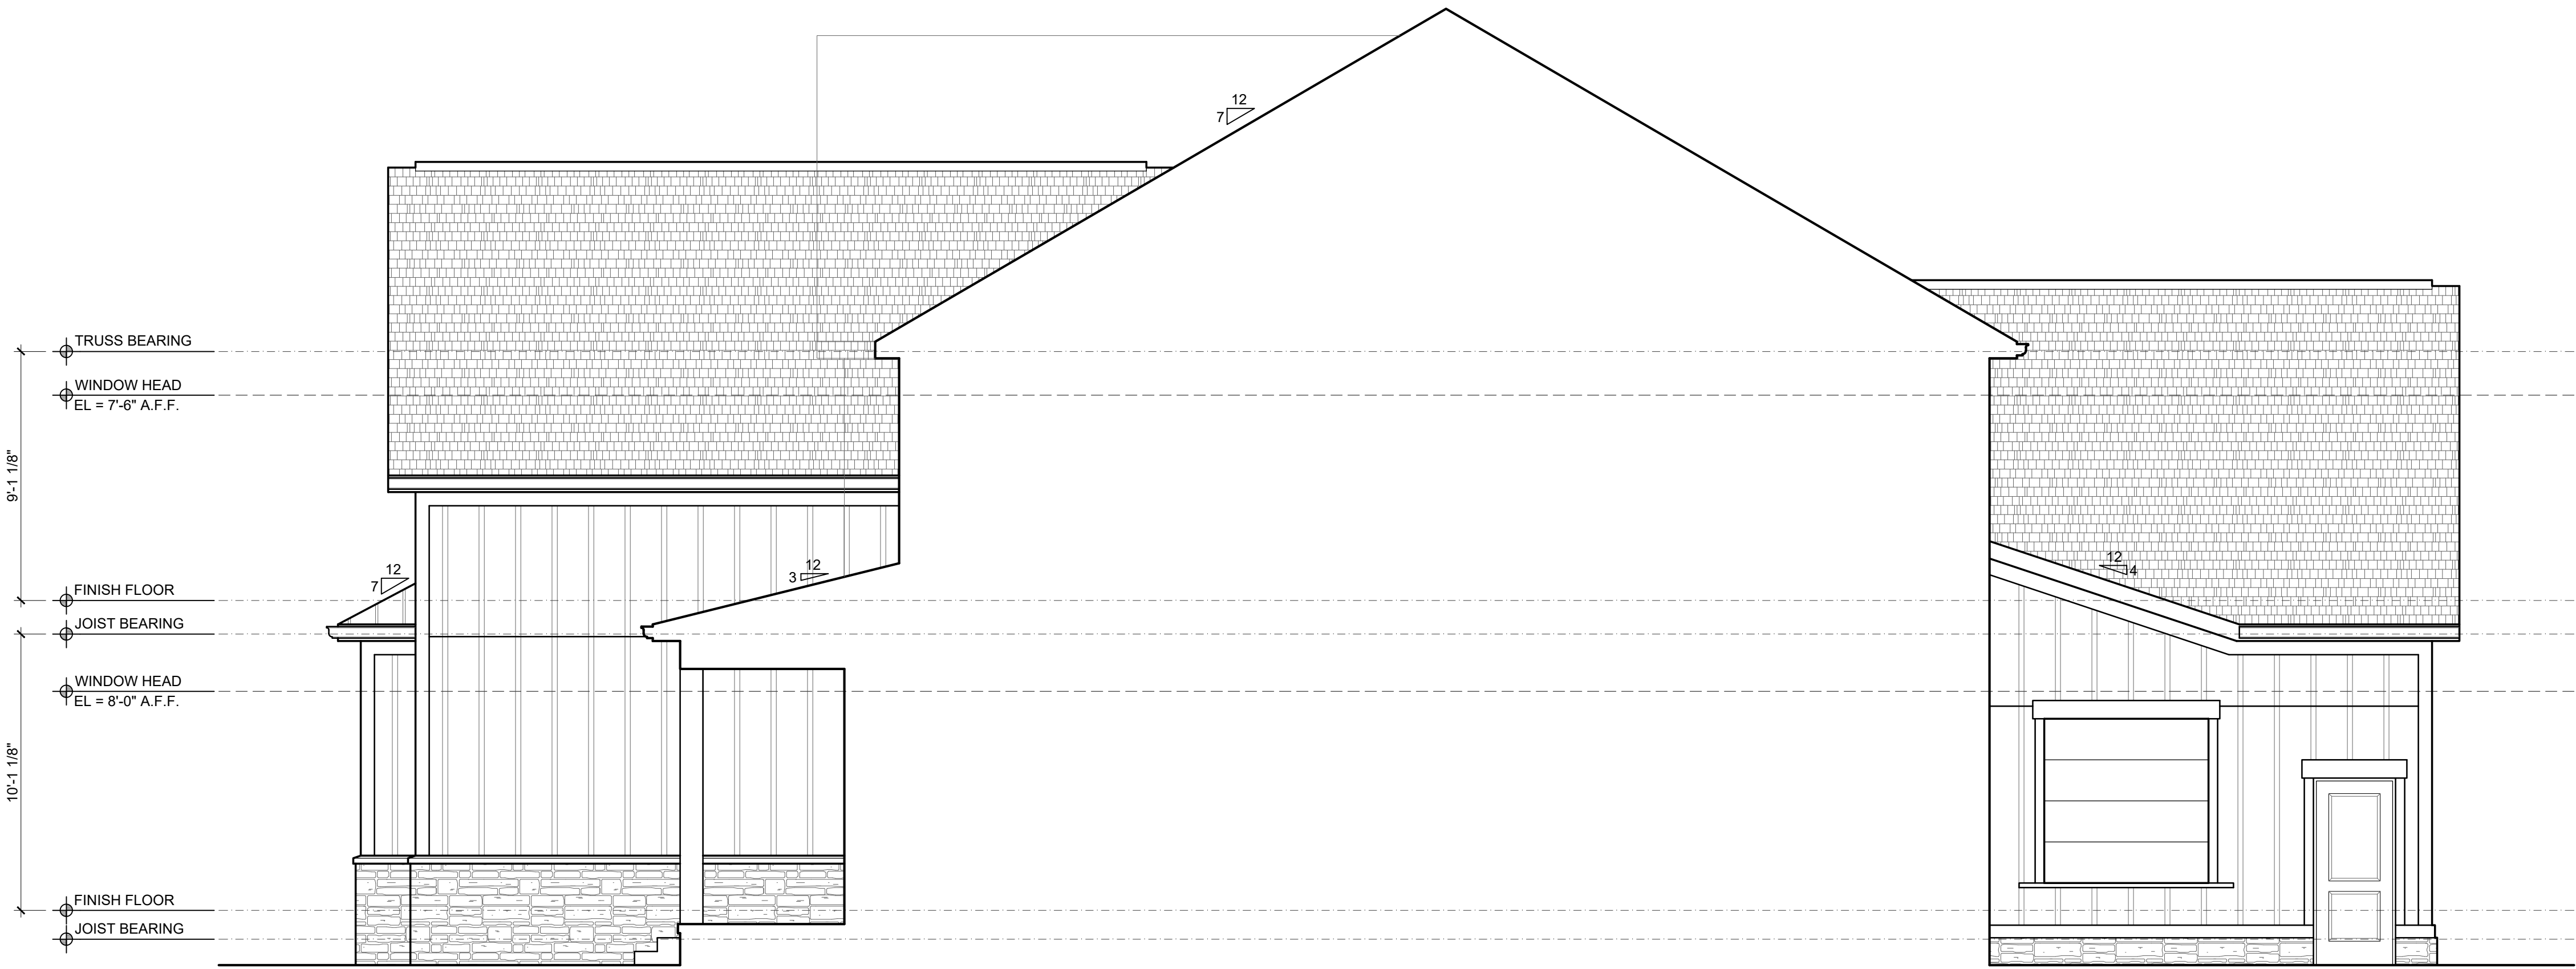 12
7
TRUSS BEARING
WINDOW HEAD
EL = 7'-6" A.F.F.
9'-1 1/8"
12
7
12
3
12
4
FINISH FLOOR
JOIST BEARING
WINDOW HEAD
EL = 8'-0" A.F.F.
10'-1 1/8"
FINISH FLOOR
JOIST BEARING